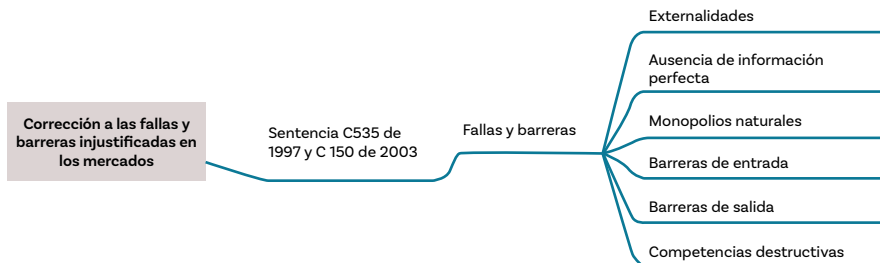 Corrección a las fallas y
barreras injustificadas en
los mercados
Sentencia C535 de
1997 y C 150 de 2003
Fallas y barreras
Externalidades
Ausencia de información
perfecta
Monopolios naturales
Barreras de entrada
Barreras de salida
Competencias destructivas